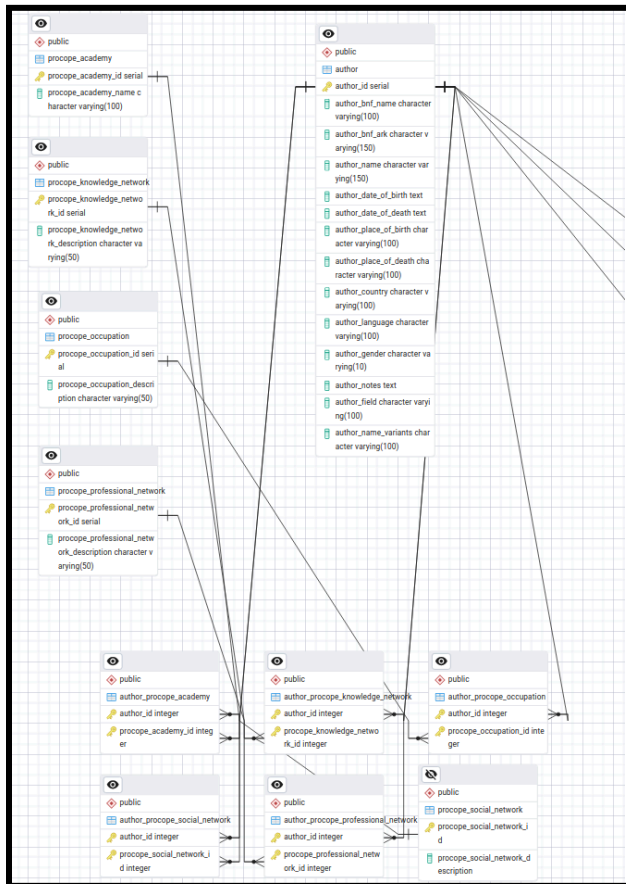 public
procope_academy
procope_academy_id serial
procope_academy_name c
haracter varying(100)
public
procope_knowledge_network
procope_knowledge_netwo
rk_id serial
procope_knowledge_netwo
rk_description character va
rying(50)
public
procope_occupation
procope_occupation_id seri
al
procope_occupation_descri
ption character varying(50)
public
procope_professional_network
procope_professional_netw
ork_id serial
procope_professional_netw
ork_description character v
arying(50)
public
author
author_id serial
author_bnf_name character
varying(100)
author_bnf_ark character v
arying(150)
author_name character var
ying(150)
author_date_of_birth text
author_date_of_death text
author_place_of_birth char
acter varying(100)
author_place_of_death cha
racter varying(100)
author_country character v
arying(100)
author_language character
varying(100)
author_gender character va
rying(10)
author_notes text
author_field character varyi
ng(100)
author_name_variants char
acter varying(100)
public
author_procope_academy
author_id integer
procope_academy_id integ
er
public
author_procope_knowledge_network
author_id integer
procope_knowledge_netwo
rk_id integer
public
author_procope_occupation
author_id integer
procope_occupation_id inte
ger
public
author_procope_social_network
author_id integer
procope_social_network_i
d integer
public
author_procope_professional_network
author_id integer
procope_professional_netw
ork_id integer
public
procope_social_network
procope_social_network_i
d
procope_social_network_d
escription